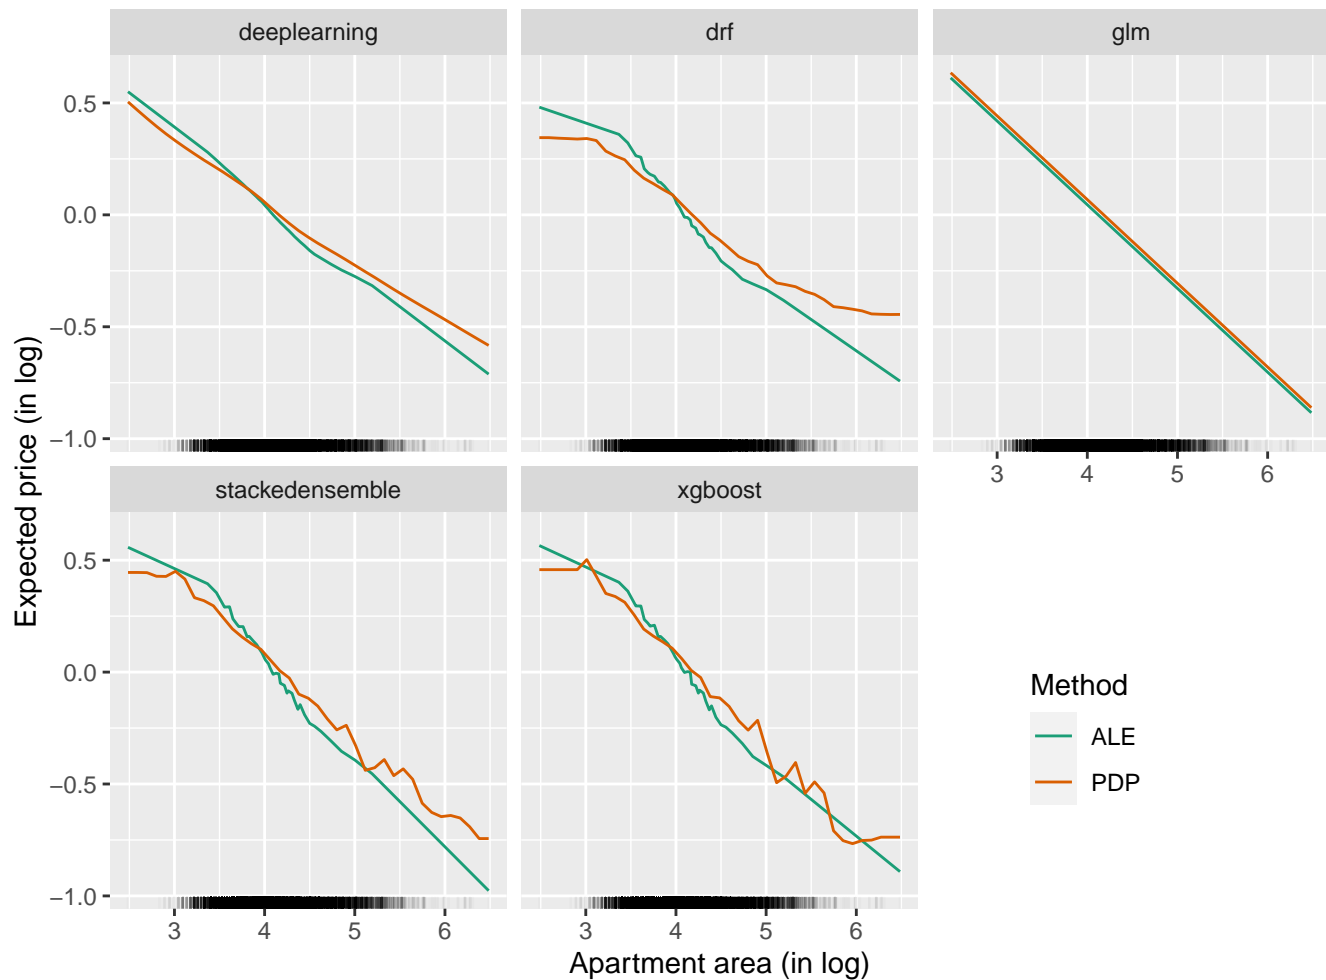 deeplearning
drf
glm
0.5
0.0
−0.5
−1.0
3 4 5 6
stackedensemble
xgboost
0.5
0.0
−0.5
−1.0
3 4 5 6
3 4 5 6
Expected price (in log)
Apartment area (in log)
Method
ALE
PDP